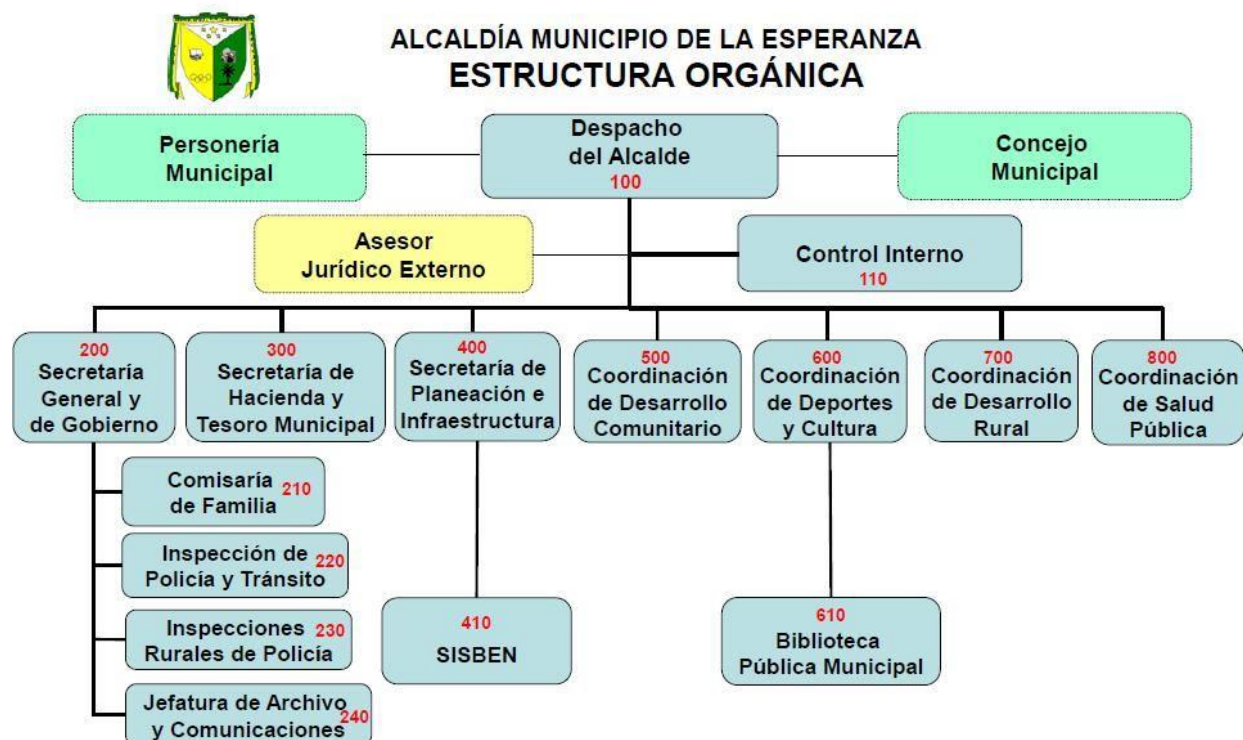 ALCALDÍA MUNICIPIO DE LA ESPERANZA
ESTRUCTURA ORGÁNICA
Personería
Municipal
Despacho
del Alcalde
100
Concejo
Municipal
Asesor
Jurídico Externo
Control Interno
110
200
Secretaría
General y
de Gobierno
300
Secretaría de
Hacienda y
Tesoro Municipal
400
Secretaría de
Planeación e
Infraestructura
500
Coordinación
de Desarrollo
Comunitario
600
Coordinación
de Deportes
y Cultura
700
Coordinación
de Desarrollo
Rural
800
Coordinación
de Salud
Pública
Comisaría
de Familia
210
Inspección de
Policía y Tránsito
220
Inspecciones
Rurales de Policía
230
Jefatura de Archivo
y Comunicaciones
240
410
SISBEN
610
Biblioteca
Pública Municipal